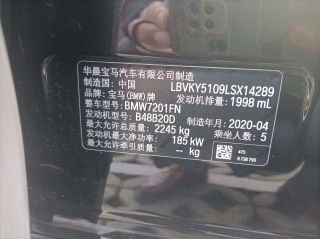 华晨宝马汽车有限公司制造
制造国: 中国 LBVKY5109LSX14289
品牌: 宝马(BMW)牌 发动机排量: 1998 mL
整车型号: BMW7201FN
发动机型号: B48B20D 制造年月: 2020-04
最大允许总质量: 2245 kg 乘坐人数: 5
发动机最大净功率: 185 kW
最大允许牵引质量: -- kg
475